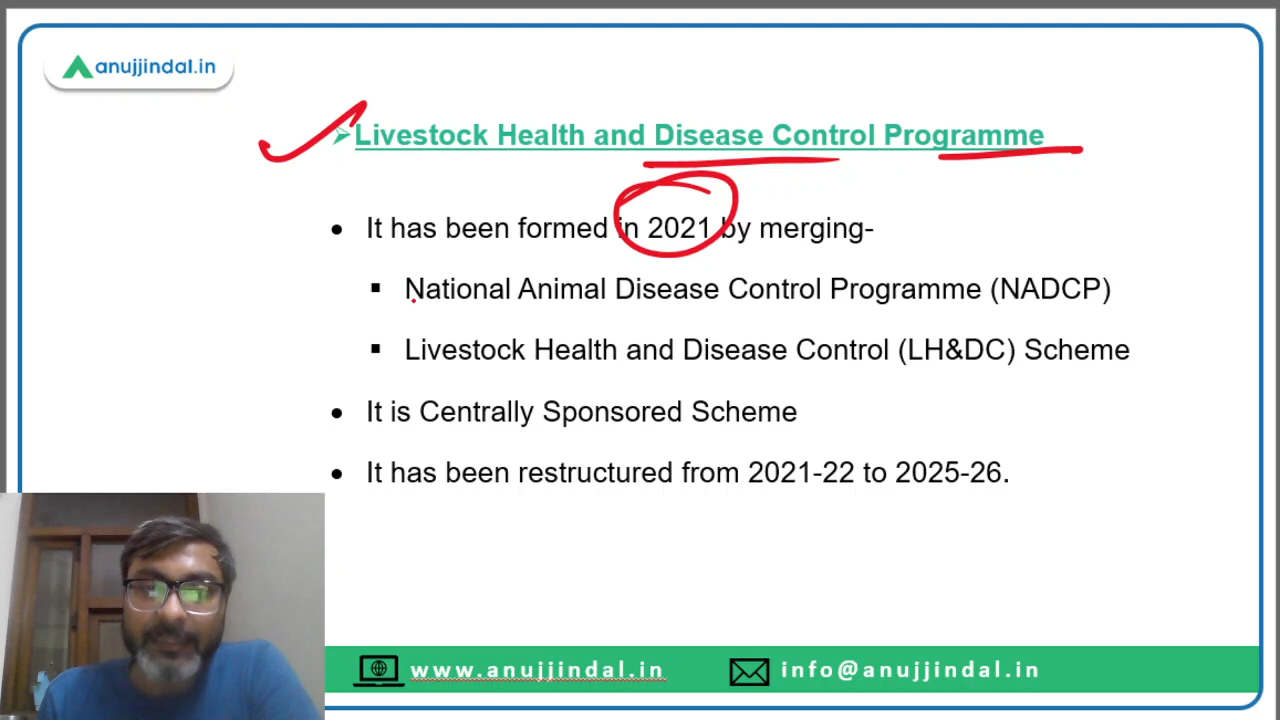 anujjindal.in
Livestock Health and Disease Control Programme
It has been formed in 2021 by merging-
National Animal Disease Control Programme (NADCP)
Livestock Health and Disease Control (LH&DC) Scheme
It is Centrally Sponsored Scheme
It has been restructured from 2021-22 to 2025-26.
www.anujjindal.in info@anujjindal.in